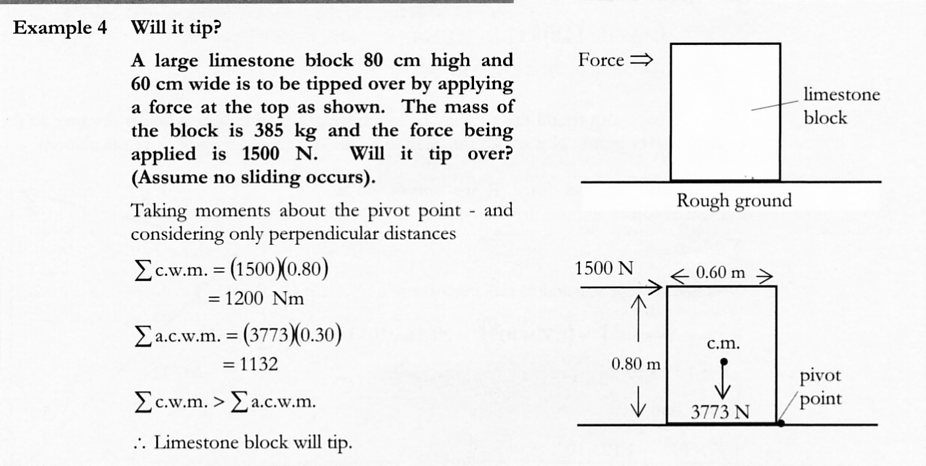 Example 4 Will it tip?
A large limestone block 80 cm high and
60 cm wide is to be tipped over by applying
a force at the top as shown. The mass of
the block is 385 kg and the force being
applied is 1500 N. Will it tip over?
(Assume no sliding occurs).
Taking moments about the pivot point - and
considering only perpendicular distances
∑c.w.m. = (1500)(0.80)
= 1200 Nm
∑a.c.w.m. = (3773)(0.30)
= 1132
∑c.w.m. > ∑a.c.w.m.
∴ Limestone block will tip.
Force ⇒
limestone
block
Rough ground
1500 N
0.60 m
c.m.
0.80 m
3773 N
pivot
point